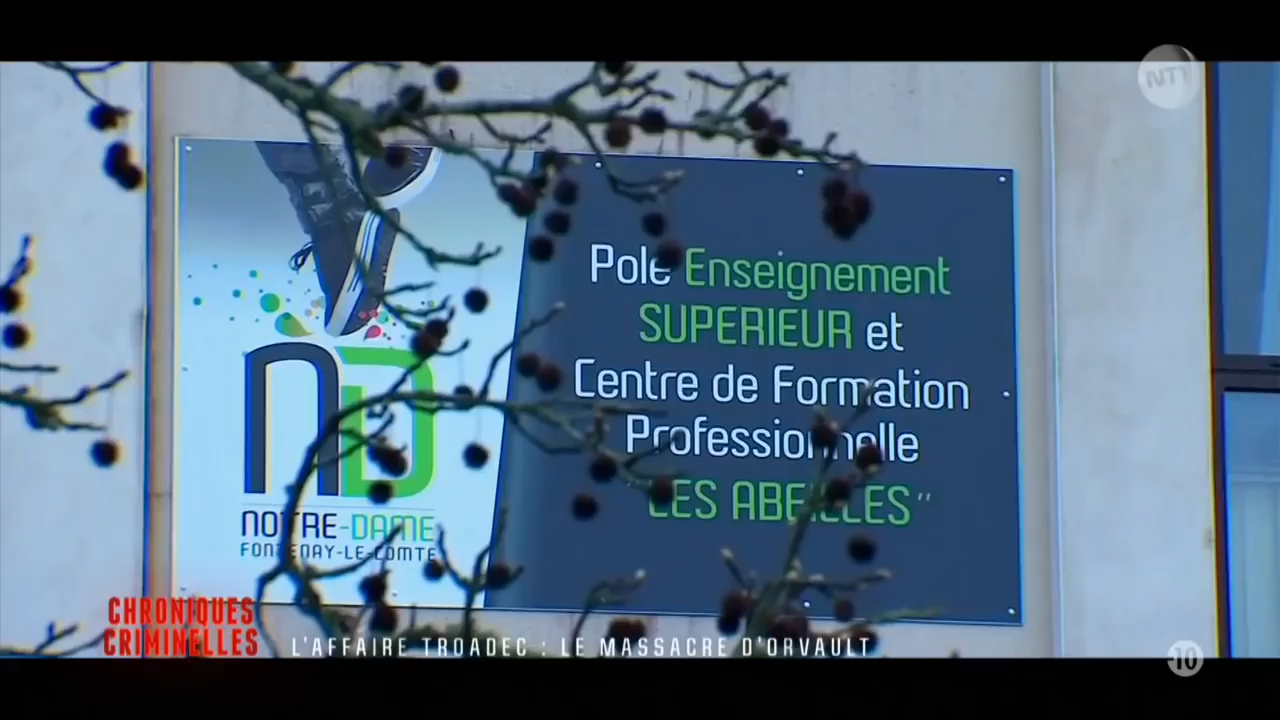 NT1
Pole Enseignement
SUPERIEUR et
Centre de Formation
Professionnelle
"LES ABEILLES"
ND
NOTRE-DAME
FONTENAY-LE-COMTE
CHRONIQUES
CRIMINELLES
L'AFFAIRE TROADEC : LE MASSACRE D'ORVAULT
-10